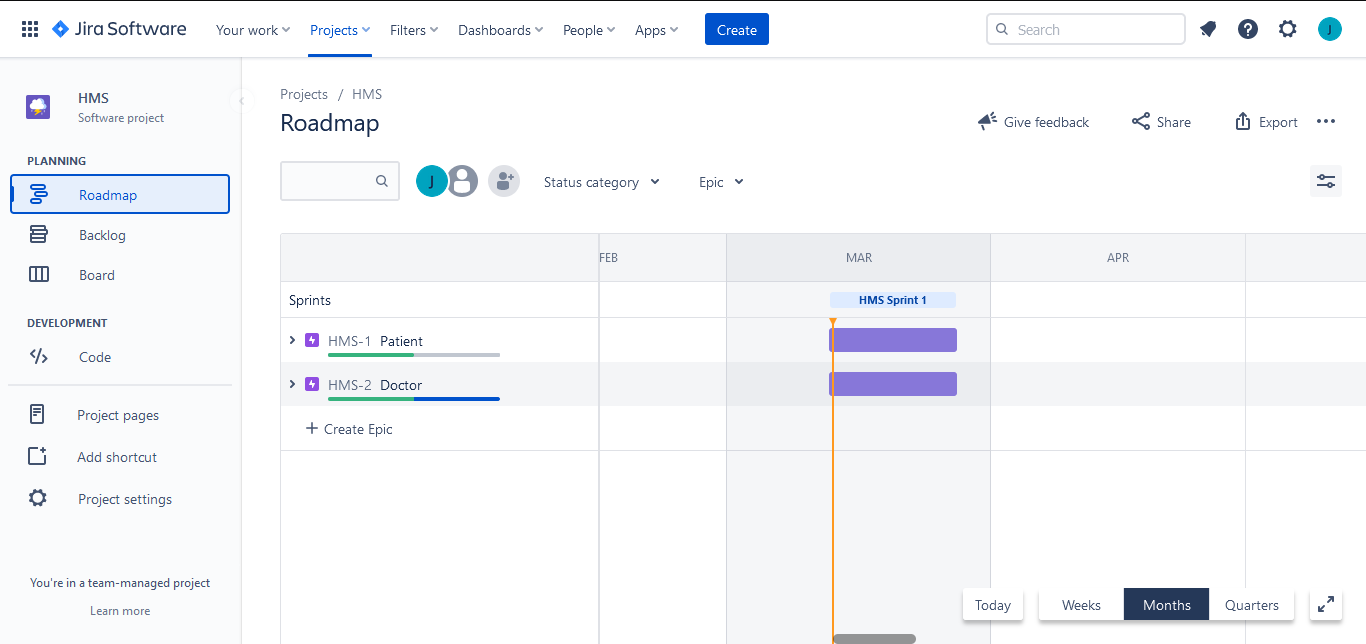 Jira Software Your work Projects Filters Dashboards People Apps Create Search J
HMS
Software project
PLANNING
Roadmap
Backlog
Board
DEVELOPMENT
Code
Project pages
Add shortcut
Project settings
You're in a team-managed project
Learn more
Projects / HMS
Roadmap
Give feedback Share Export
J Status category Epic
FEB MAR APR
Sprints HMS Sprint 1
HMS-1 Patient
HMS-2 Doctor
+ Create Epic
Today Weeks Months Quarters